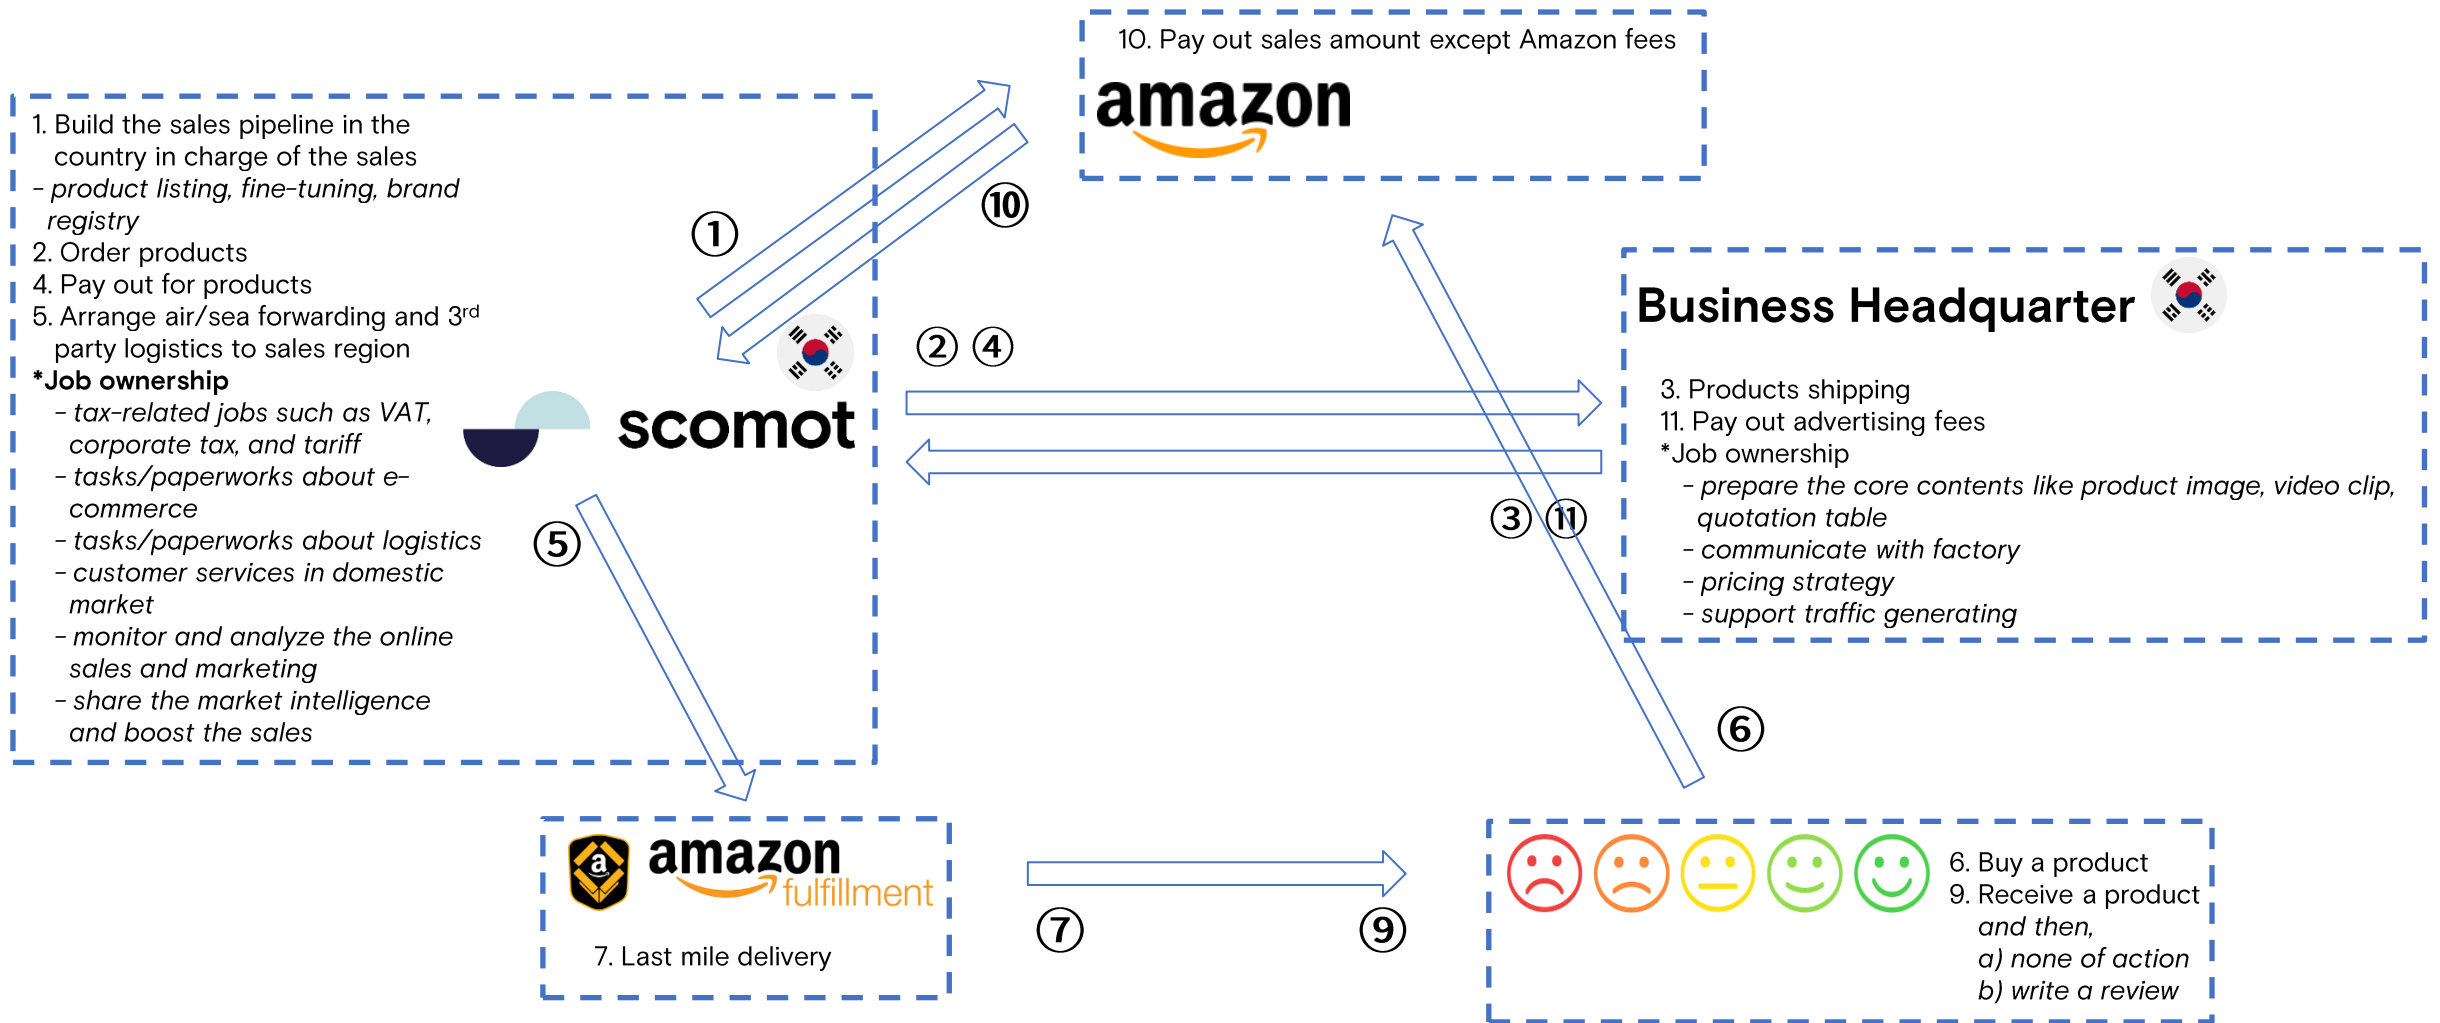 10. Pay out sales amount except Amazon fees
amazon
1. Build the sales pipeline in the
country in charge of the sales
- product listing, fine-tuning, brand
registry
2. Order products
4. Pay out for products
5. Arrange air/sea forwarding and 3rd
party logistics to sales region
*Job ownership
- tax-related jobs such as VAT,
corporate tax, and tariff
- tasks/paperworks about e-
commerce
- tasks/paperworks about logistics
- customer services in domestic
market
- monitor and analyze the online
sales and marketing
- share the market intelligence
and boost the sales
scomot
①
⑩
② ④
③ ⑪
⑤
⑥
Business Headquarter
3. Products shipping
11. Pay out advertising fees
*Job ownership
- prepare the core contents like product image, video clip,
quotation table
- communicate with factory
- pricing strategy
- support traffic generating
a
amazon
fulfillment
7. Last mile delivery
⑦
⑨
6. Buy a product
9. Receive a product
and then,
a) none of action
b) write a review